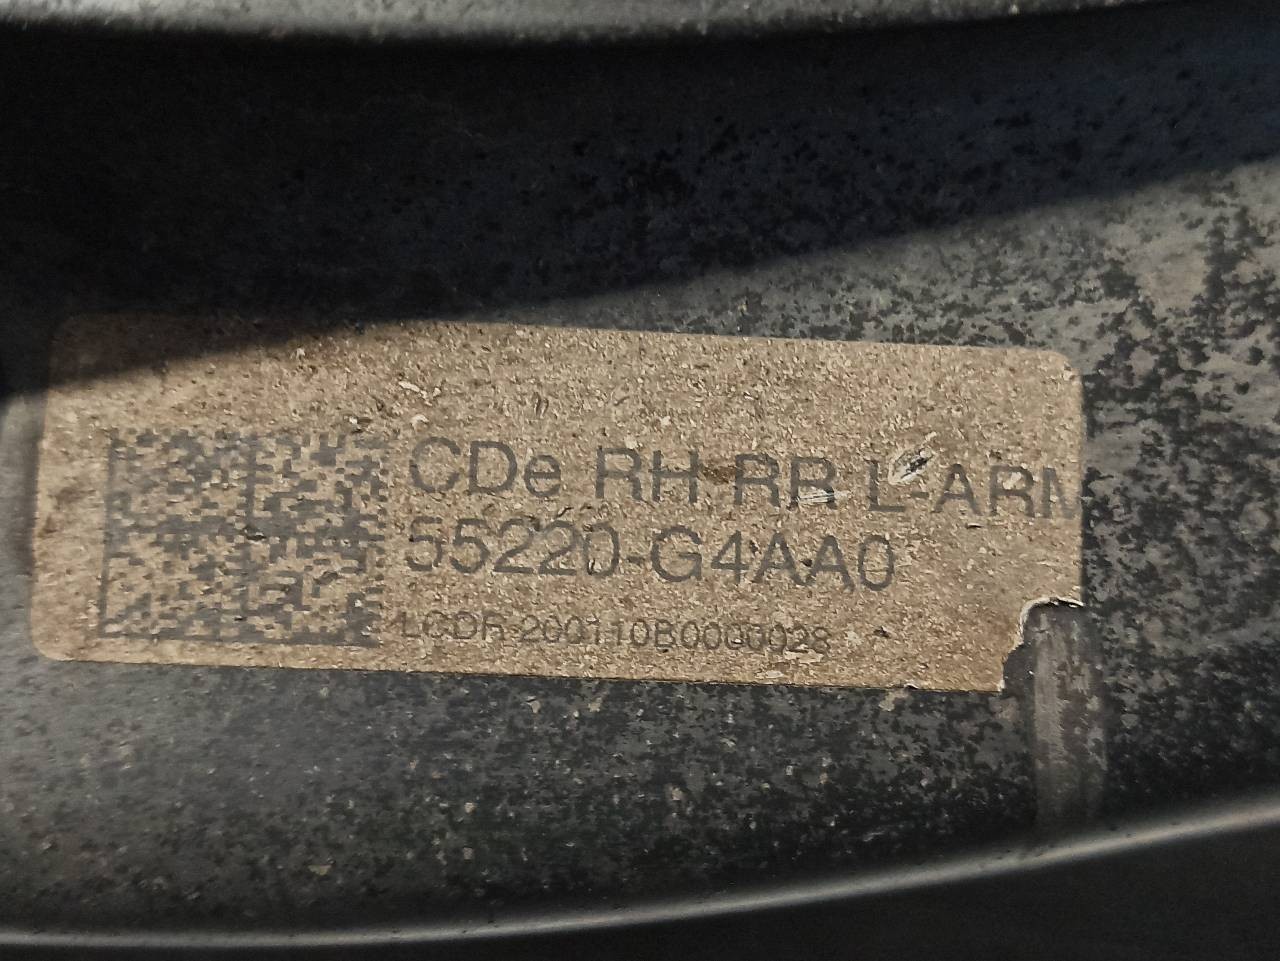 CDe RH RR L-ARM
55220-G4AA0
LCDR 200110B0000028